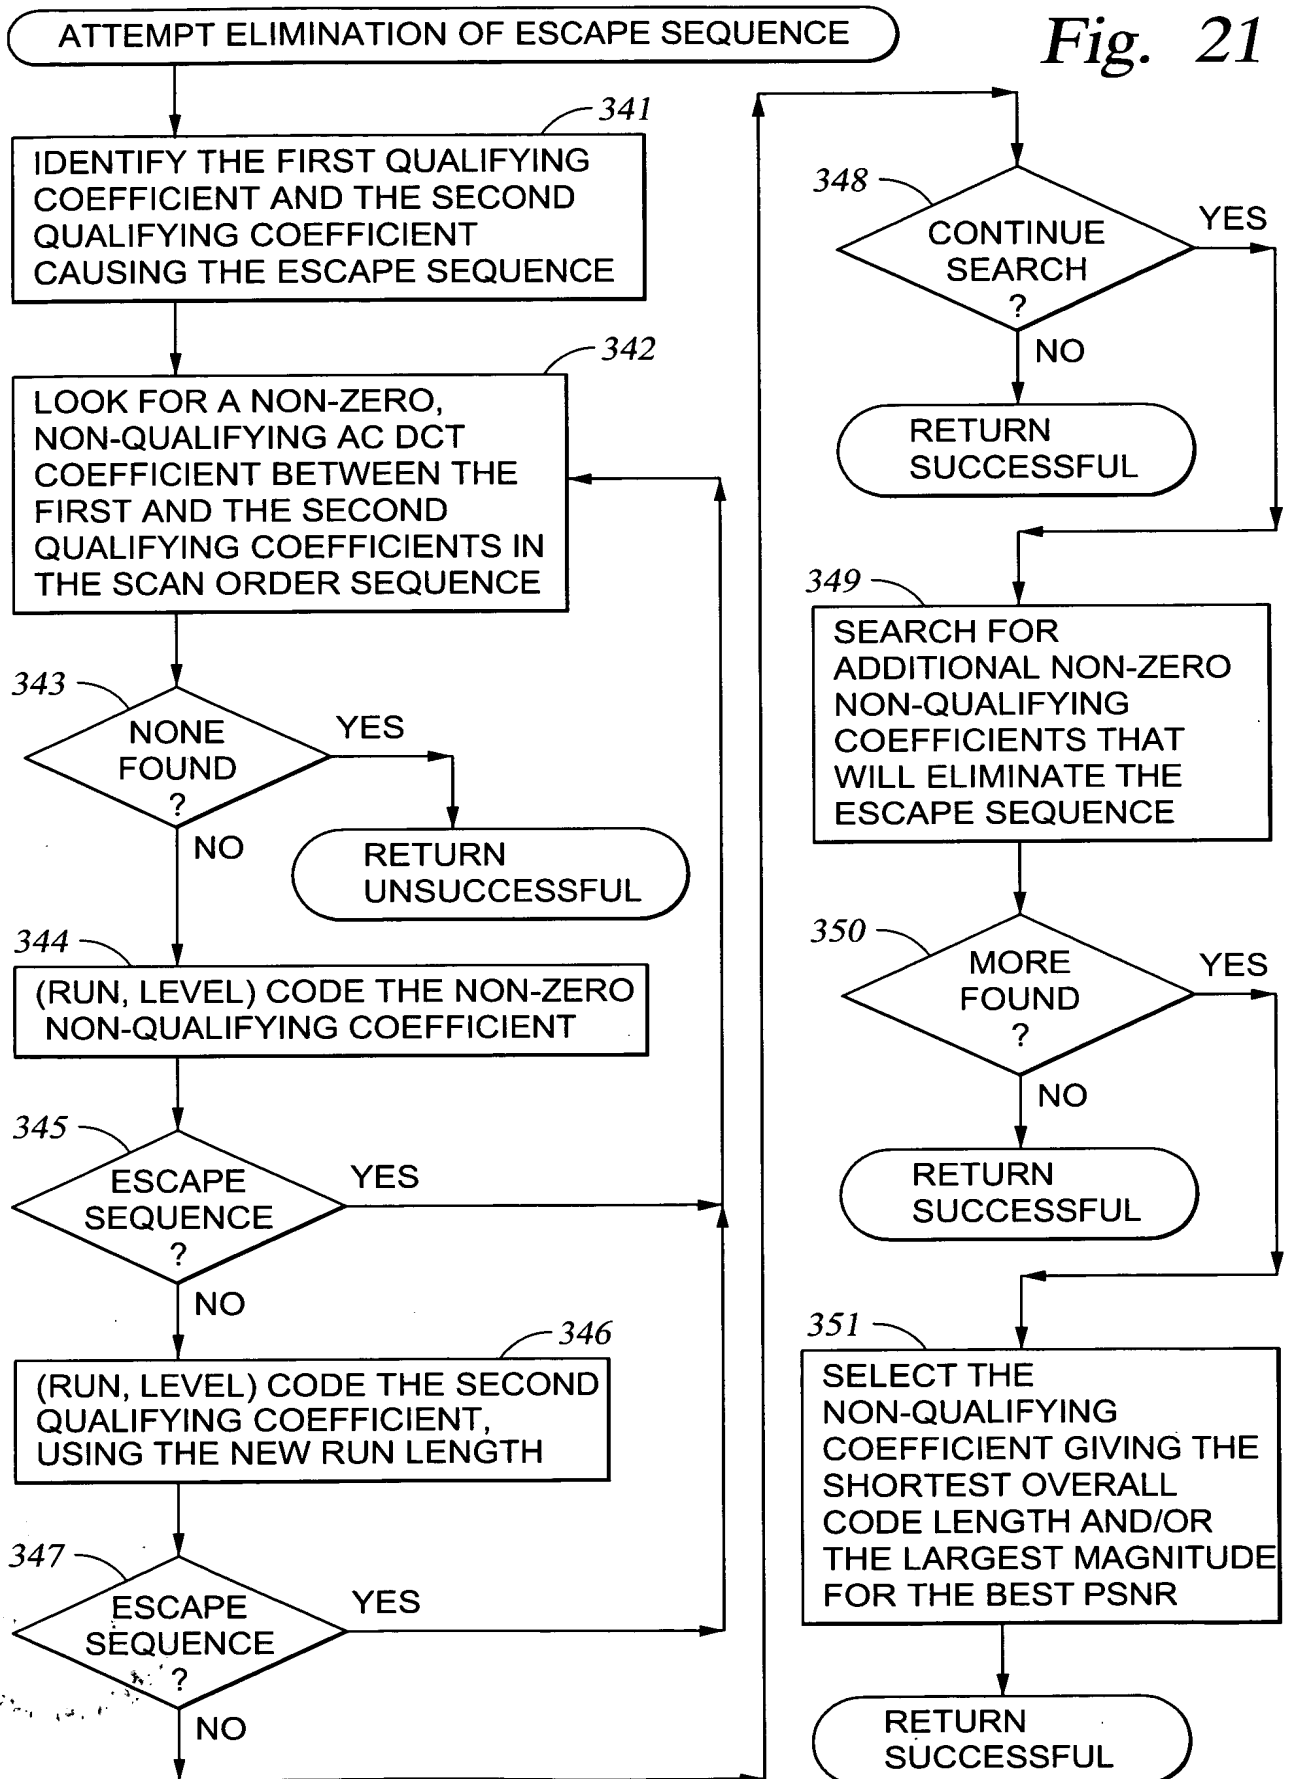 Fig. 21
ATTEMPT ELIMINATION OF ESCAPE SEQUENCE
341
IDENTIFY THE FIRST QUALIFYING
COEFFICIENT AND THE SECOND
QUALIFYING COEFFICIENT
CAUSING THE ESCAPE SEQUENCE
342
LOOK FOR A NON-ZERO,
NON-QUALIFYING AC DCT
COEFFICIENT BETWEEN THE
FIRST AND THE SECOND
QUALIFYING COEFFICIENTS IN
THE SCAN ORDER SEQUENCE
343
NONE
FOUND
?
YES
NO
RETURN
UNSUCCESSFUL
344
(RUN, LEVEL) CODE THE NON-ZERO
NON-QUALIFYING COEFFICIENT
345
ESCAPE
SEQUENCE
?
YES
NO
346
(RUN, LEVEL) CODE THE SECOND
QUALIFYING COEFFICIENT,
USING THE NEW RUN LENGTH
347
ESCAPE
SEQUENCE
?
YES
NO
348
CONTINUE
SEARCH
?
YES
NO
RETURN
SUCCESSFUL
349
SEARCH FOR
ADDITIONAL NON-ZERO
NON-QUALIFYING
COEFFICIENTS THAT
WILL ELIMINATE THE
ESCAPE SEQUENCE
350
MORE
FOUND
?
YES
NO
RETURN
SUCCESSFUL
351
SELECT THE
NON-QUALIFYING
COEFFICIENT GIVING THE
SHORTEST OVERALL
CODE LENGTH AND/OR
THE LARGEST MAGNITUDE
FOR THE BEST PSNR
RETURN
SUCCESSFUL